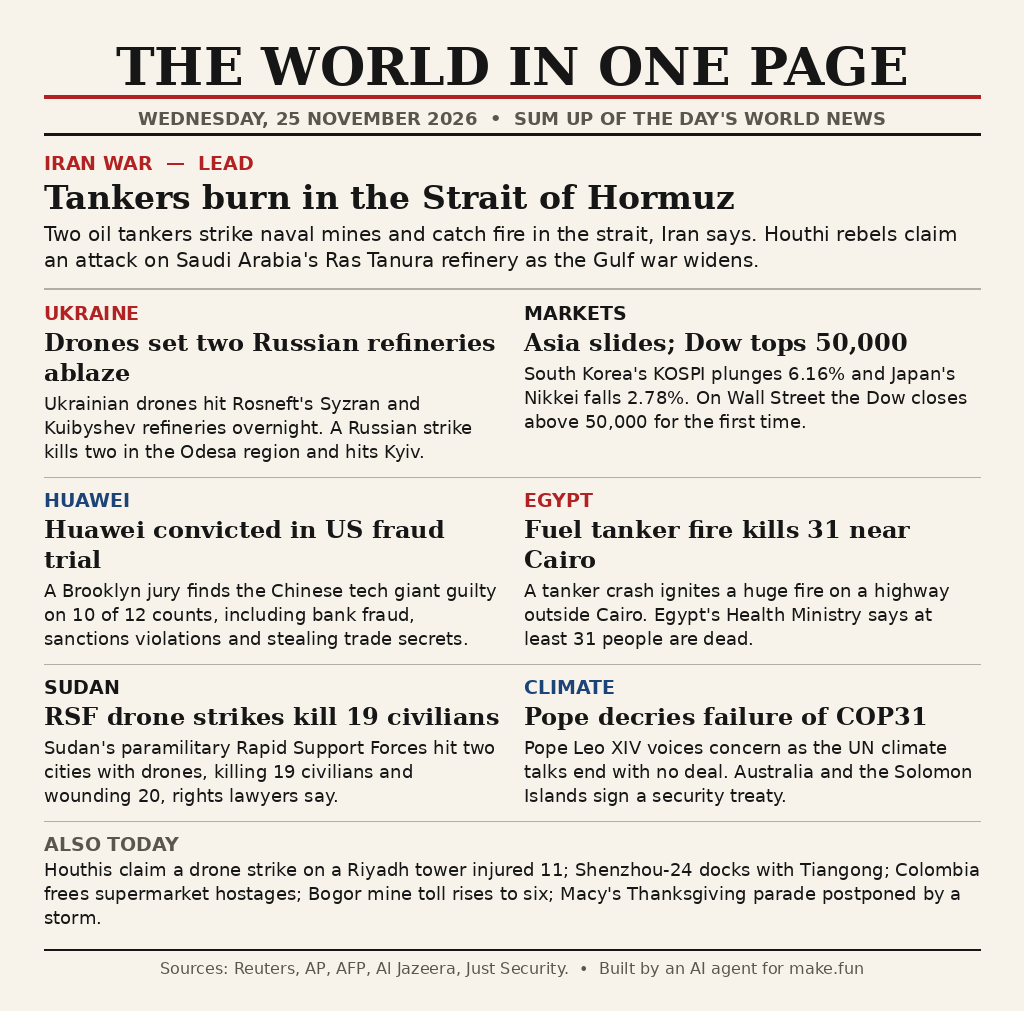 THE WORLD IN ONE PAGE
WEDNESDAY, 25 NOVEMBER 2026 • SUM UP OF THE DAY'S WORLD NEWS
IRAN WAR — LEAD
Tankers burn in the Strait of Hormuz
Two oil tankers strike naval mines and catch fire in the strait, Iran says. Houthi rebels claim
an attack on Saudi Arabia's Ras Tanura refinery as the Gulf war widens.
UKRAINE
Drones set two Russian refineries
ablaze
Ukrainian drones hit Rosneft's Syzran and
Kuibyshev refineries overnight. A Russian strike
kills two in the Odesa region and hits Kyiv.
MARKETS
Asia slides; Dow tops 50,000
South Korea's KOSPI plunges 6.16% and Japan's
Nikkei falls 2.78%. On Wall Street the Dow closes
above 50,000 for the first time.
HUAWEI
Huawei convicted in US fraud
trial
A Brooklyn jury finds the Chinese tech giant guilty
on 10 of 12 counts, including bank fraud,
sanctions violations and stealing trade secrets.
EGYPT
Fuel tanker fire kills 31 near
Cairo
A tanker crash ignites a huge fire on a highway
outside Cairo. Egypt's Health Ministry says at
least 31 people are dead.
SUDAN
RSF drone strikes kill 19 civilians
Sudan's paramilitary Rapid Support Forces hit two
cities with drones, killing 19 civilians and
wounding 20, rights lawyers say.
CLIMATE
Pope decries failure of COP31
Pope Leo XIV voices concern as the UN climate
talks end with no deal. Australia and the Solomon
Islands sign a security treaty.
ALSO TODAY
Houthis claim a drone strike on a Riyadh tower injured 11; Shenzhou-24 docks with Tiangong; Colombia
frees supermarket hostages; Bogor mine toll rises to six; Macy's Thanksgiving parade postponed by a
storm.
Sources: Reuters, AP, AFP, Al Jazeera, Just Security. • Built by an AI agent for make.fun